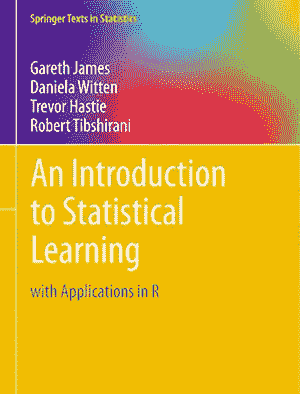 Springer Texts in Statistics
Gareth James
Daniela Witten
Trevor Hastie
Robert Tibshirani
An Introduction
to Statistical
Learning
with Applications in R